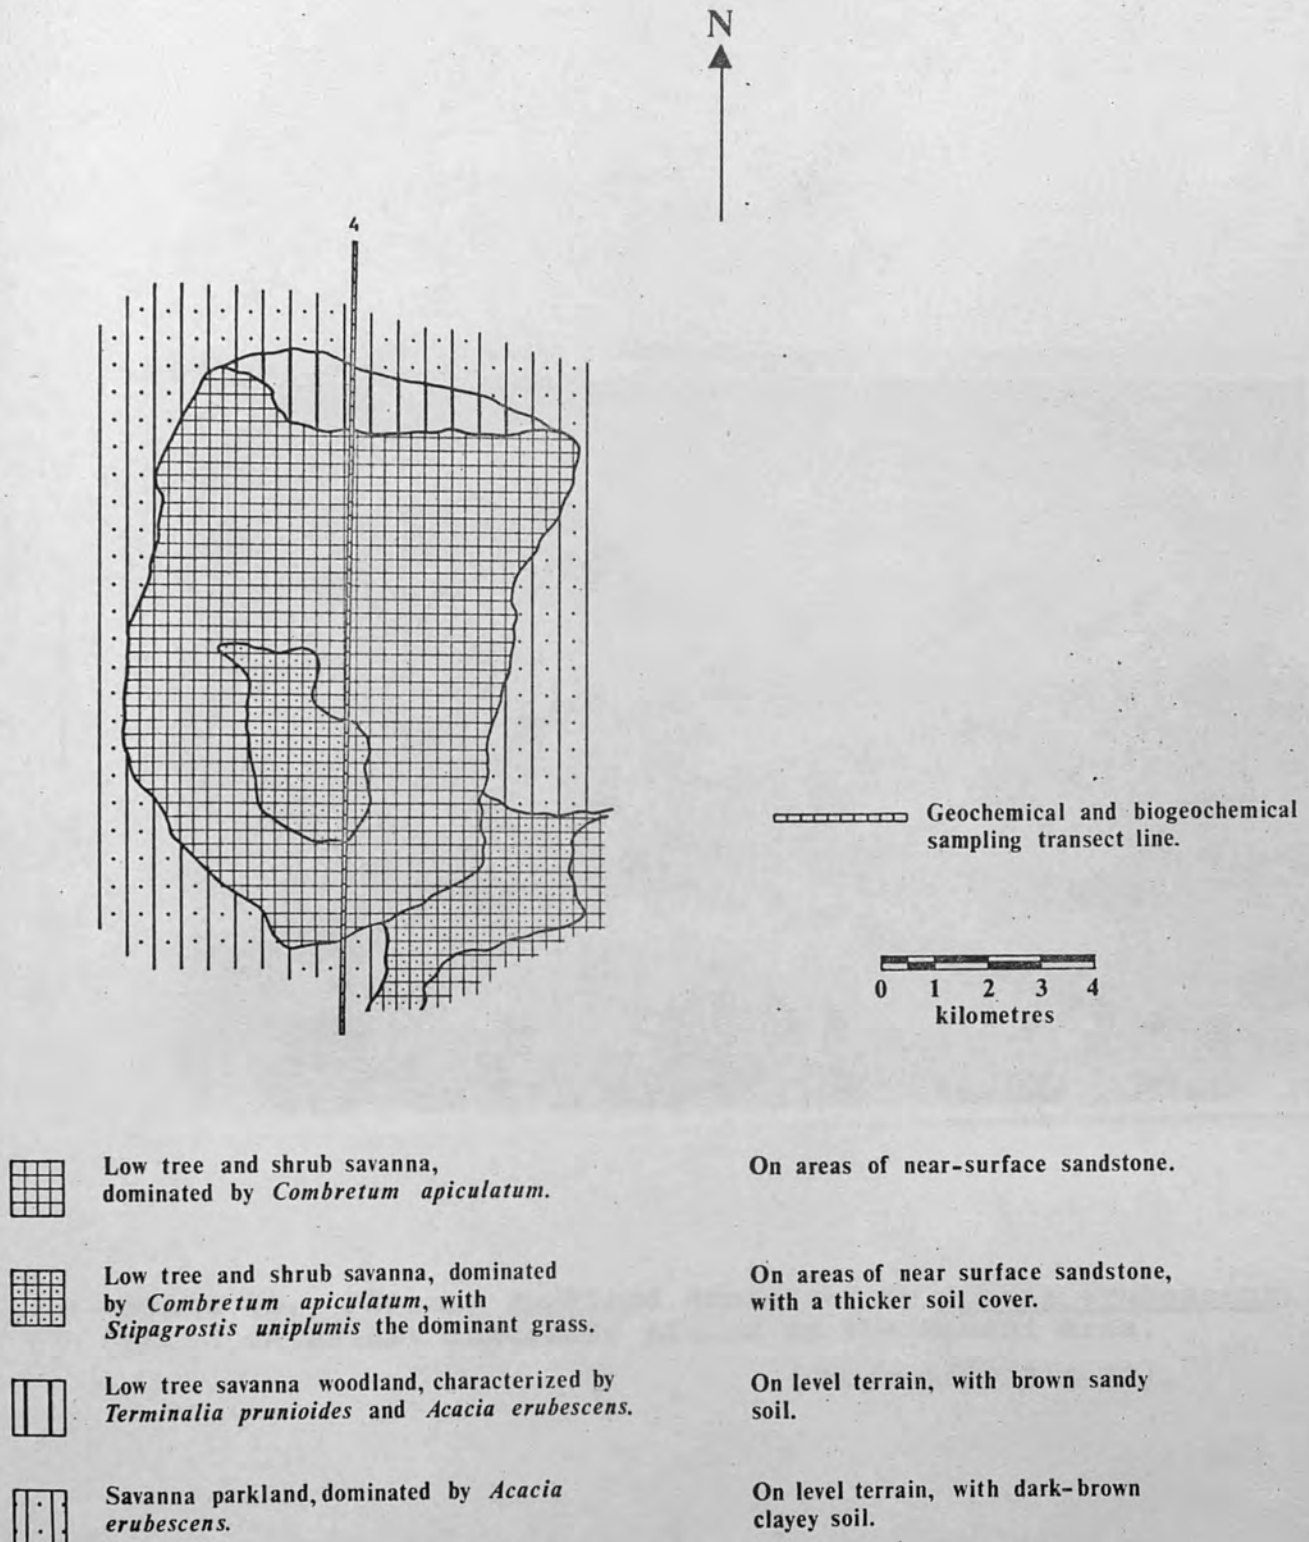 N
4
Geochemical and biogeochemical
sampling transect line.
0 1 2 3 4
kilometres
Low tree and shrub savanna,
dominated by Combretum apiculatum.
On areas of near-surface sandstone.
Low tree and shrub savanna, dominated
by Combretum apiculatum, with
Stipagrostis uniplumis the dominant grass.
On areas of near surface sandstone,
with a thicker soil cover.
Low tree savanna woodland, characterized by
Terminalia prunioides and Acacia erubescens.
On level terrain, with brown sandy
soil.
Savanna parkland, dominated by Acacia
erubescens.
On level terrain, with dark-brown
clayey soil.